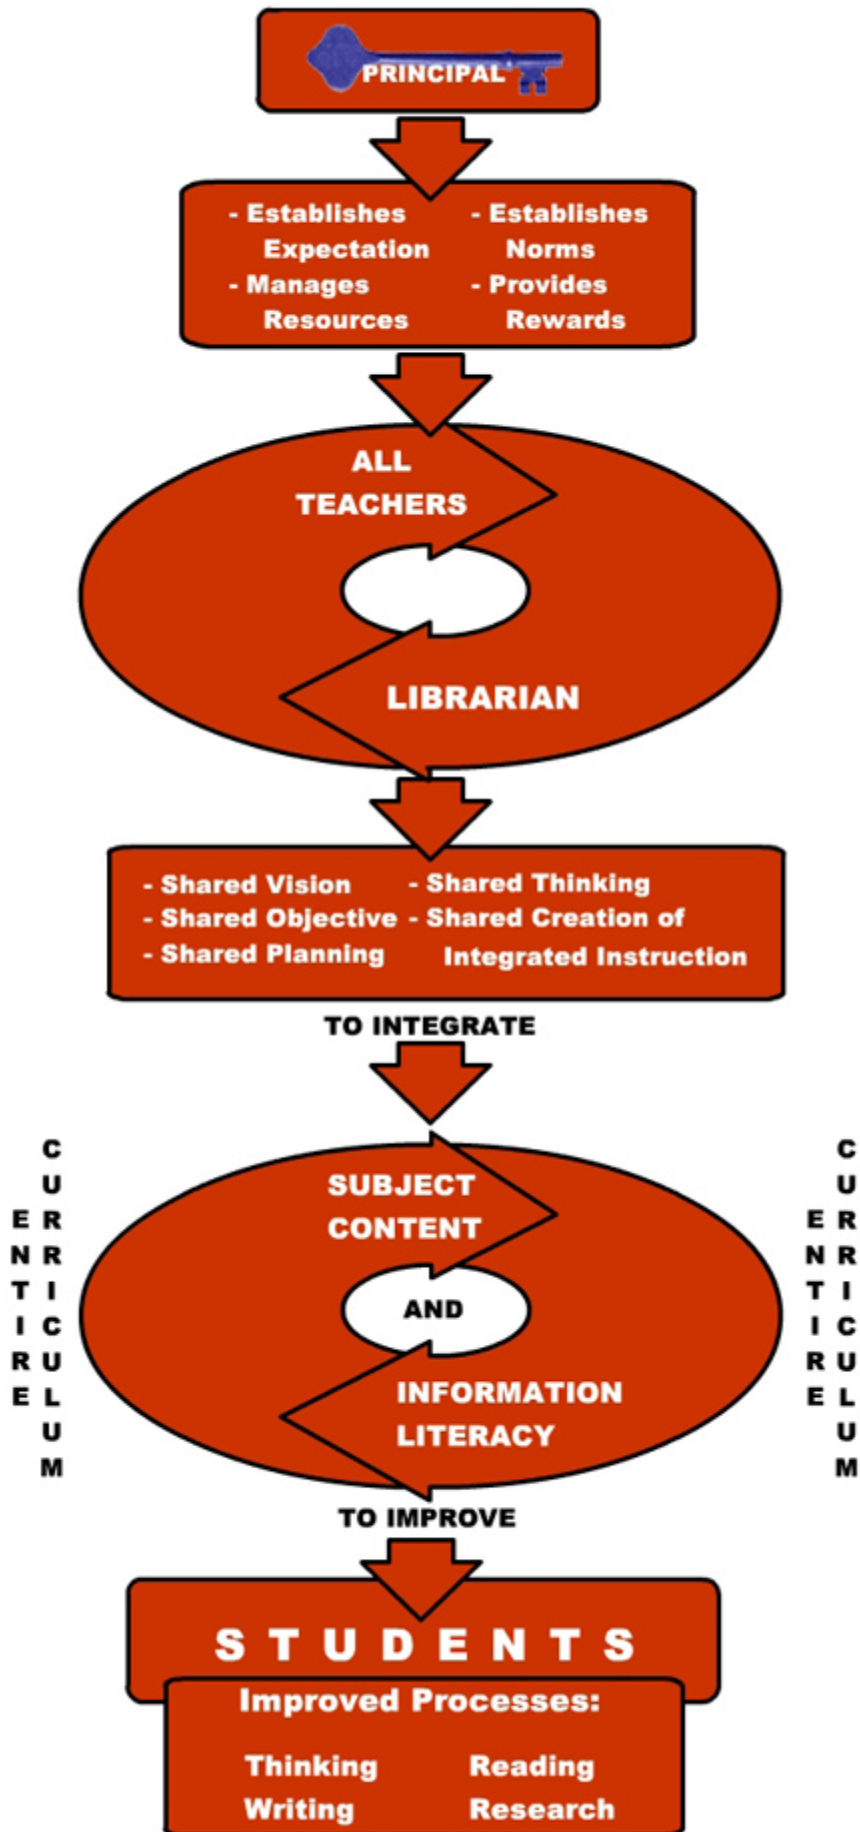 PRINCIPAL
- Establishes
Expectation
- Manages
Resources
- Establishes
Norms
- Provides
Rewards
ALL
TEACHERS
LIBRARIAN
- Shared Vision
- Shared Objective
- Shared Planning
- Shared Thinking
- Shared Creation of
Integrated Instruction
TO INTEGRATE
ENTIRE
CURRICULUM
SUBJECT
CONTENT
AND
INFORMATION
LITERACY
ENTIRE
CURRICULUM
TO IMPROVE
STUDENTS
Improved Processes:
Thinking
Writing
Reading
Research